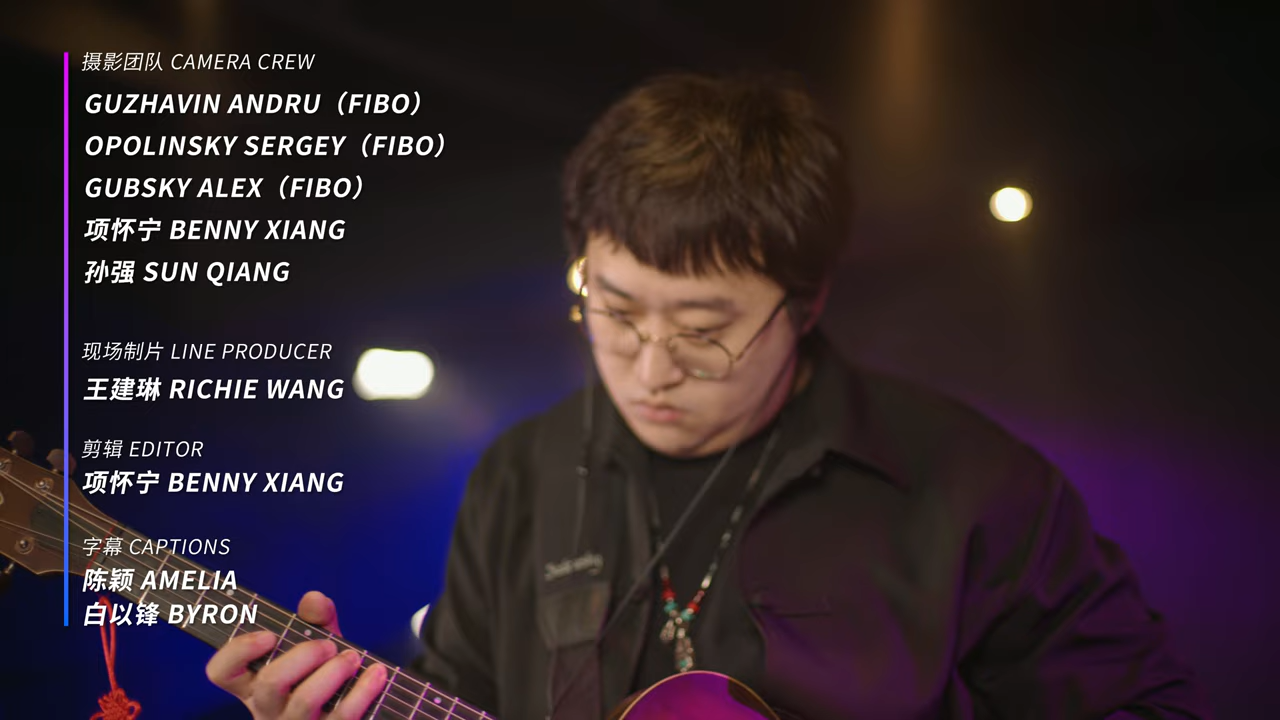 摄影团队 CAMERA CREW
GUZHAVIN ANDRU（FIBO）
OPOLINSKY SERGEY（FIBO）
GUBSKY ALEX（FIBO）
项怀宁 BENNY XIANG
孙强 SUN QIANG
现场制片 LINE PRODUCER
王建琳 RICHIE WANG
剪辑 EDITOR
项怀宁 BENNY XIANG
字幕 CAPTIONS
陈颖 AMELIA
白以锋 BYRON